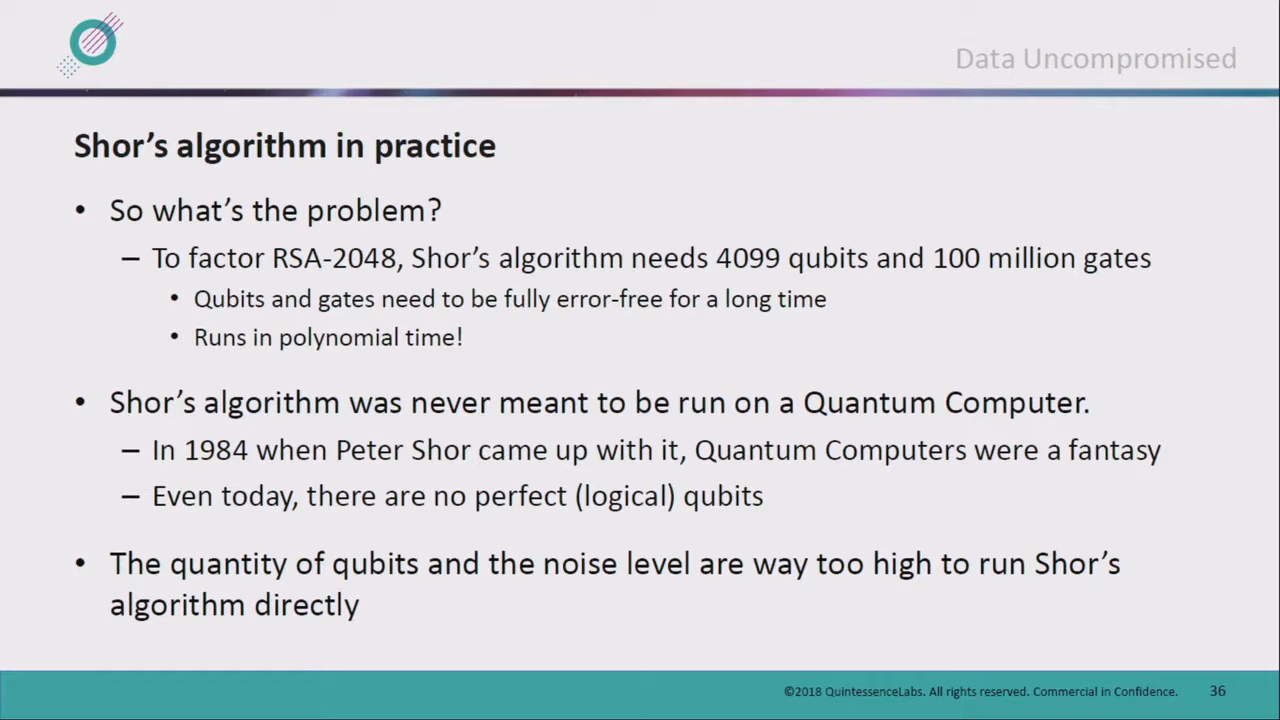 Data Uncompromised
Shor's algorithm in practice
• So what's the problem?
– To factor RSA-2048, Shor's algorithm needs 4099 qubits and 100 million gates
• Qubits and gates need to be fully error-free for a long time
• Runs in polynomial time!
• Shor's algorithm was never meant to be run on a Quantum Computer.
– In 1984 when Peter Shor came up with it, Quantum Computers were a fantasy
– Even today, there are no perfect (logical) qubits
• The quantity of qubits and the noise level are way too high to run Shor's
algorithm directly
©2018 QuintessenceLabs. All rights reserved. Commercial in Confidence. 36